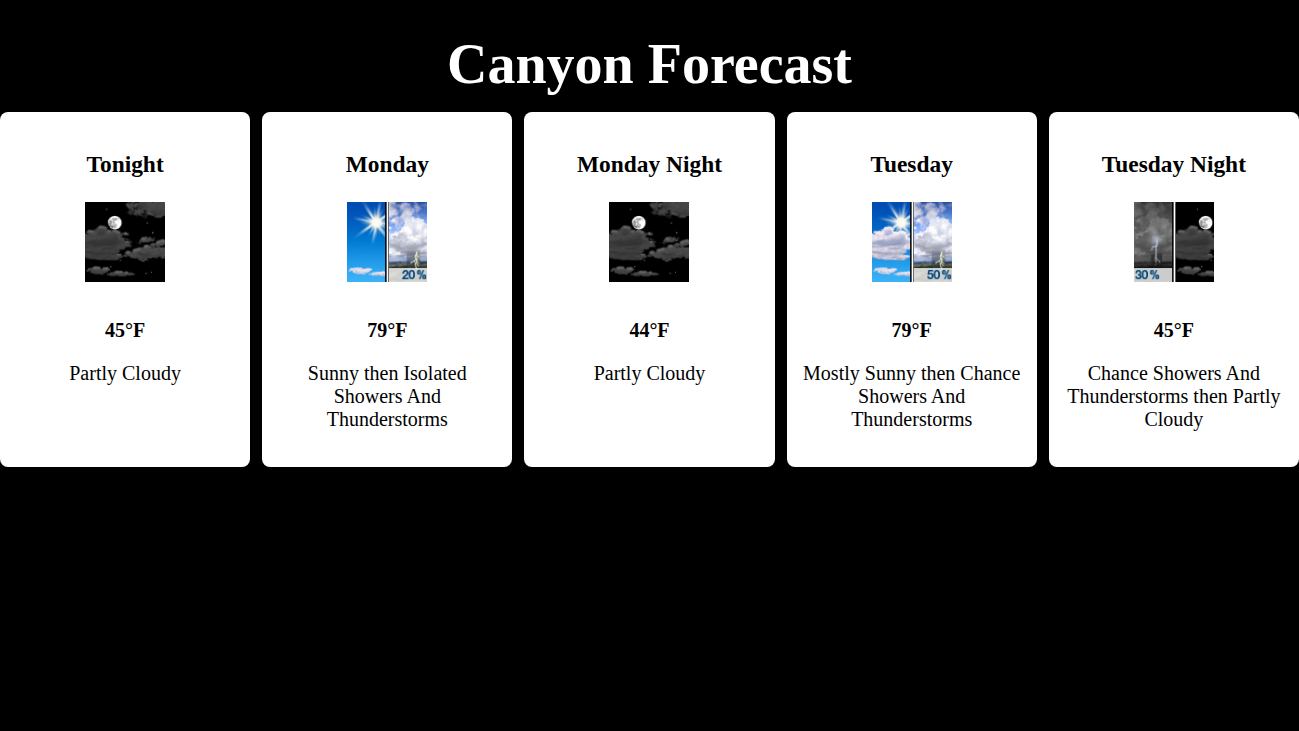 Canyon Forecast
Tonight
45°F
Partly Cloudy
Monday
20%
79°F
Sunny then Isolated
Showers And
Thunderstorms
Monday Night
44°F
Partly Cloudy
Tuesday
50%
79°F
Mostly Sunny then Chance
Showers And
Thunderstorms
Tuesday Night
30%
45°F
Chance Showers And
Thunderstorms then Partly
Cloudy